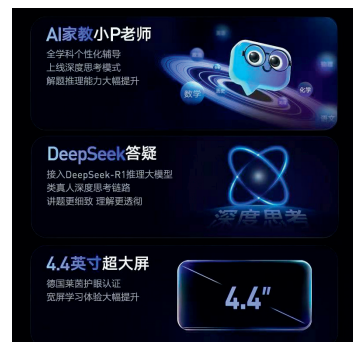 AI家教小P老师
全学科个性化辅导
上线深度思考模式
解题推理能力大幅提升
数学
化学
DeepSeek答疑
接入DeepSeek-R1推理大模型
类真人深度思考链路
讲题更细致 理解更透彻
深度思考
4.4英寸超大屏
德国莱茵护眼认证
宽屏学习体验大幅提升
4.4"